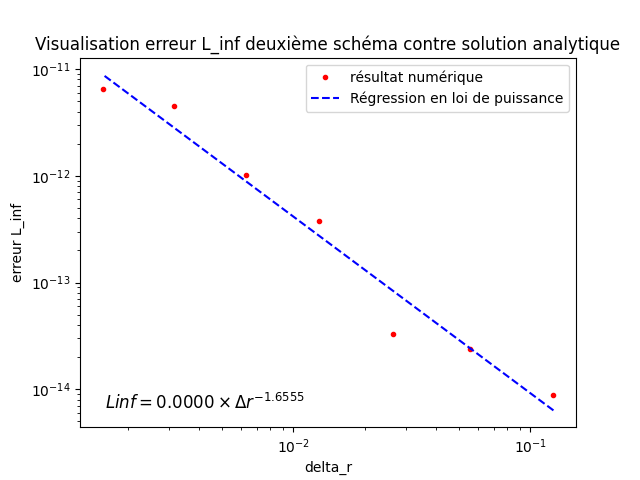 Visualisation erreur L_inf deuxième schéma contre solution analytique
résultat numérique
Régression en loi de puissance
erreur L_inf
10⁻¹¹
10⁻¹²
10⁻¹³
10⁻¹⁴
Linf = 0.0000 × Δr⁻¹·⁶⁵⁵⁵
10⁻²
10⁻¹
delta_r